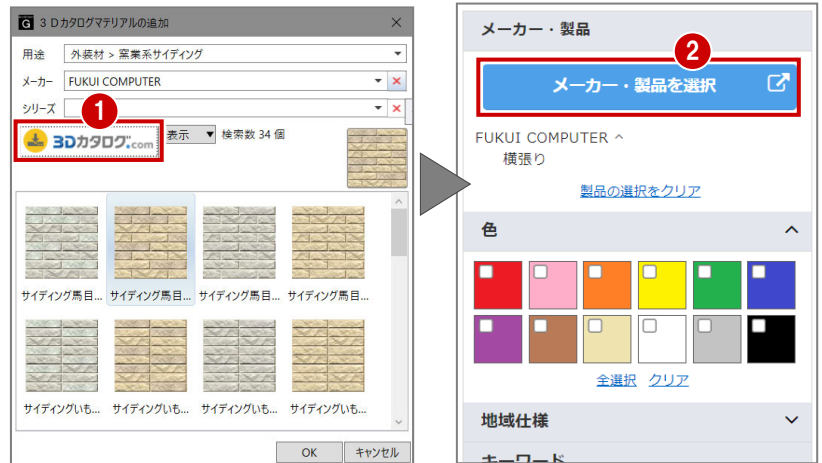 G 3Dカタログマテリアルの追加 ×
用途 外装材 > 窯業系サイディング
メーカー FUKUI COMPUTER ×
シリーズ ×
1
3Dカタログ.com 表示 ▼ 検索数 34 個
サイディング馬目... サイディング馬目... サイディング馬目... サイディング馬目...
サイディングいも... サイディングいも... サイディングいも... サイディングいも...
OK キャンセル
メーカー・製品
2
メーカー・製品を選択
FUKUI COMPUTER
横張り
製品の選択をクリア
色
全選択 クリア
地域仕様
キーワード